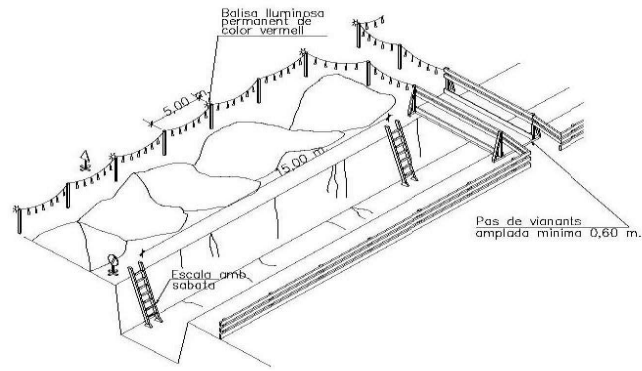 Balisa lluminosa
permanent de
color vermell
5,00 m.
15,00 m
Escala amb
sabata
Pas de vianants
amplada mínima 0,60 m.